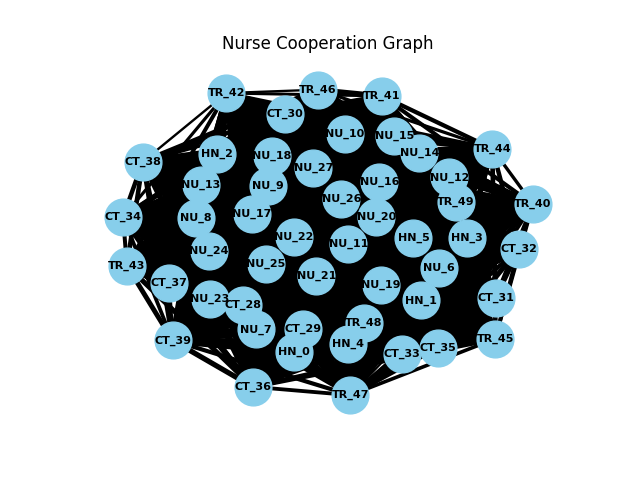 Nurse Cooperation Graph
TR_46
TR_42
TR_41
CT_30
NU_10
NU_15
TR_44
NU_14
HN_2
NU_18
CT_38
NU_27
NU_12
NU_16
NU_13
NU_9
NU_26
TR_49
TR_40
NU_17
CT_34
NU_8
NU_20
NU_22
HN_5
HN_3
NU_11
CT_32
NU_24
NU_25
TR_43
NU_6
NU_21
CT_37
NU_19
NU_23
CT_31
HN_1
CT_28
TR_48
NU_7
CT_29
TR_45
CT_39
HN_4
CT_35
HN_0
CT_33
CT_36
TR_47